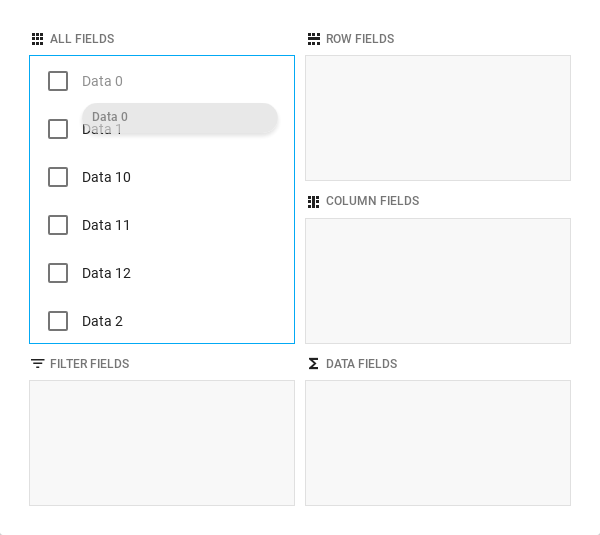 ALL FIELDS
Data 0
Data 0
Data 1
Data 10
Data 11
Data 12
Data 2
ROW FIELDS
COLUMN FIELDS
FILTER FIELDS
DATA FIELDS